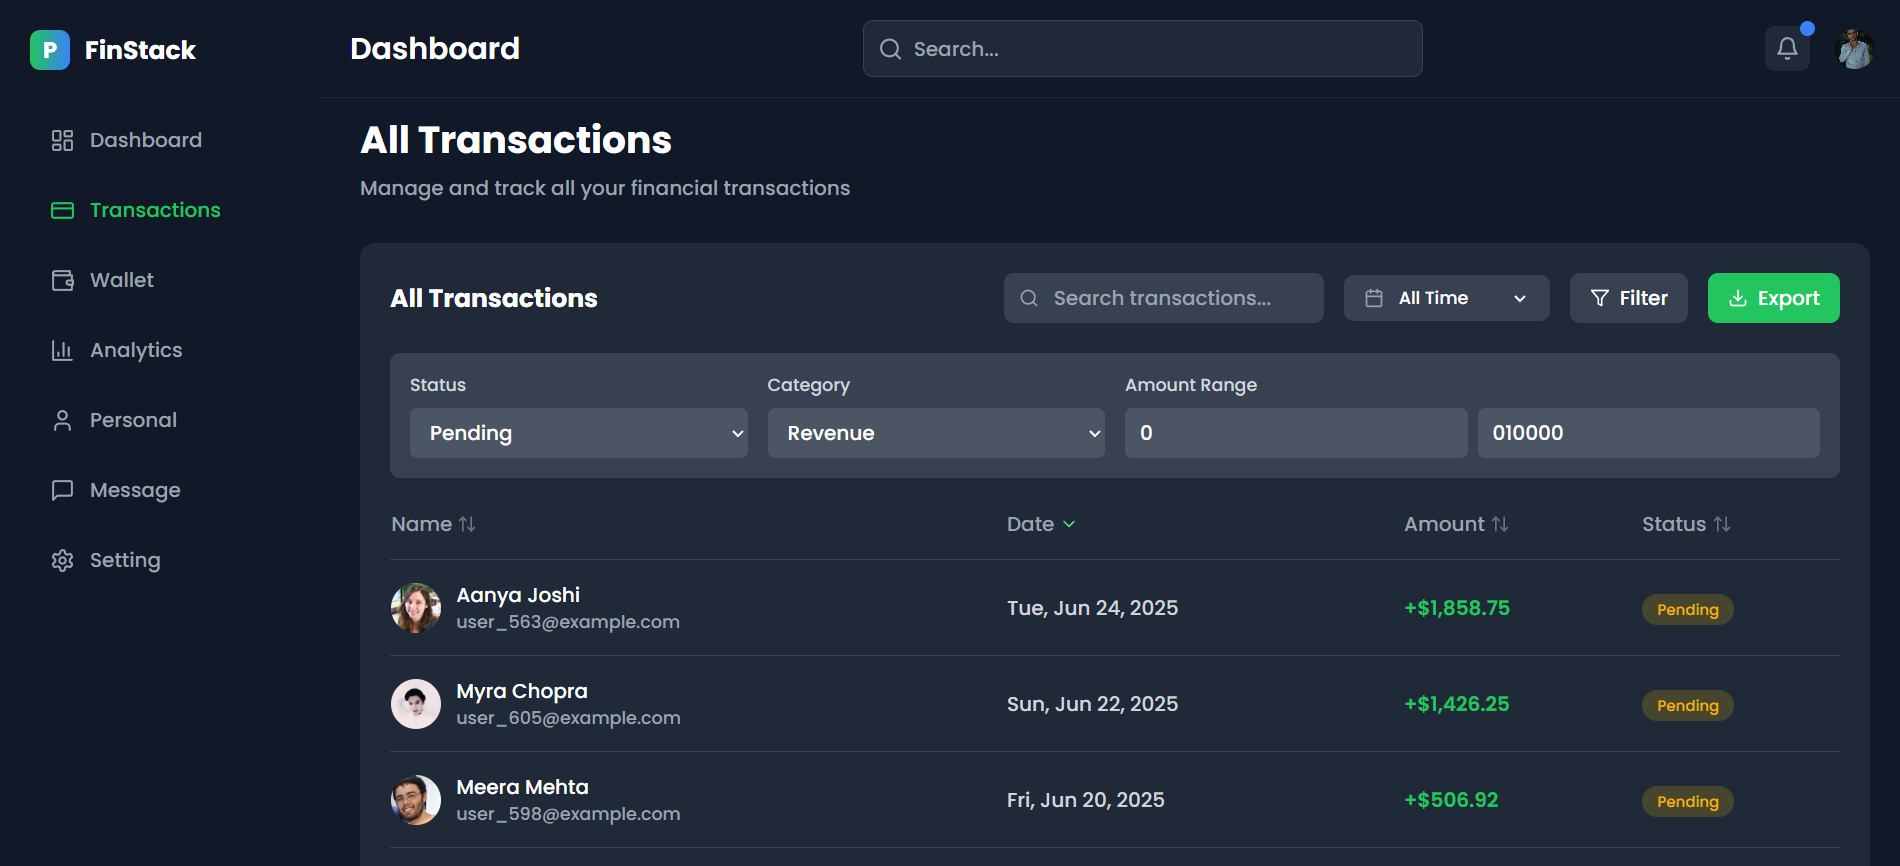 P FinStack
Dashboard
Search...
Dashboard
Transactions
Wallet
Analytics
Personal
Message
Setting
All Transactions
Manage and track all your financial transactions
All Transactions
Search transactions...
All Time
Filter
Export
Status Category Amount Range
Pending Revenue 0 010000
Name Date Amount Status
Aanya Joshi
user_563@example.com
Tue, Jun 24, 2025 +$1,858.75 Pending
Myra Chopra
user_605@example.com
Sun, Jun 22, 2025 +$1,426.25 Pending
Meera Mehta
user_598@example.com
Fri, Jun 20, 2025 +$506.92 Pending